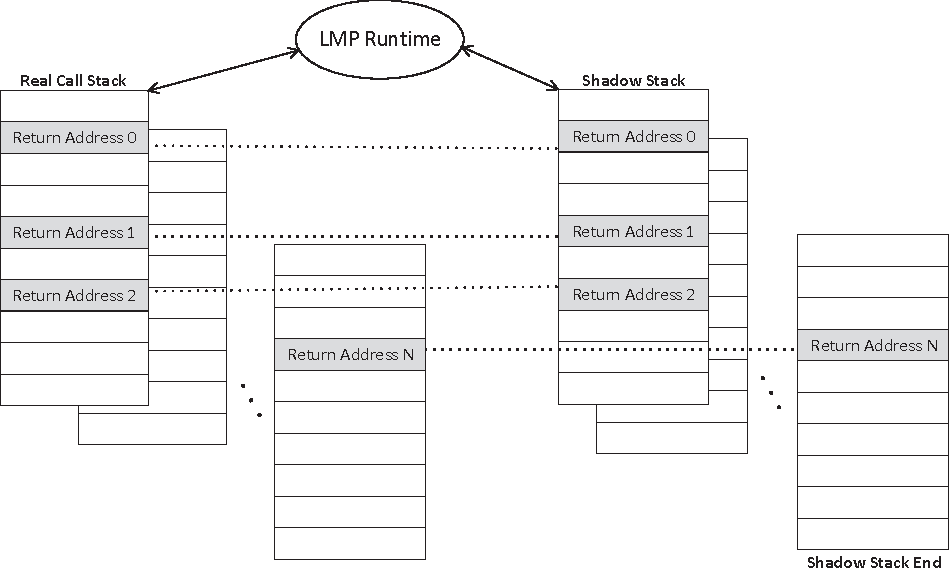 LMP Runtime
Real Call Stack
Shadow Stack
Return Address 0
Return Address 0
Return Address 1
Return Address 1
Return Address 2
Return Address 2
Return Address N
Return Address N
Shadow Stack End